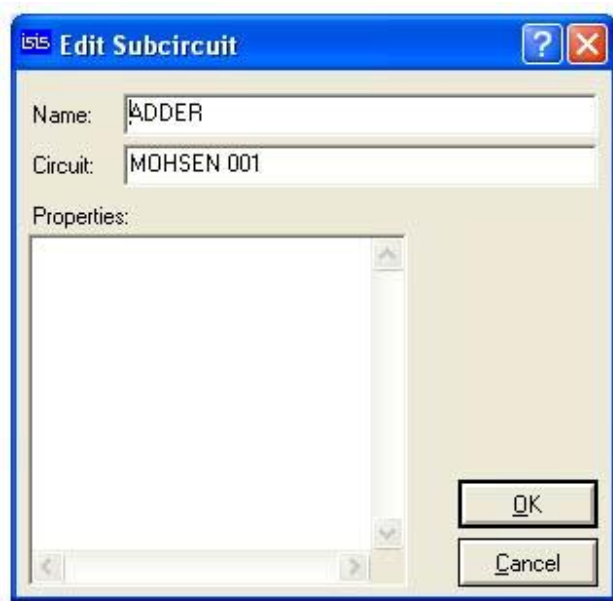 isis Edit Subcircuit
Name: ADDER
Circuit: MOHSEN 001
Properties:
OK
Cancel